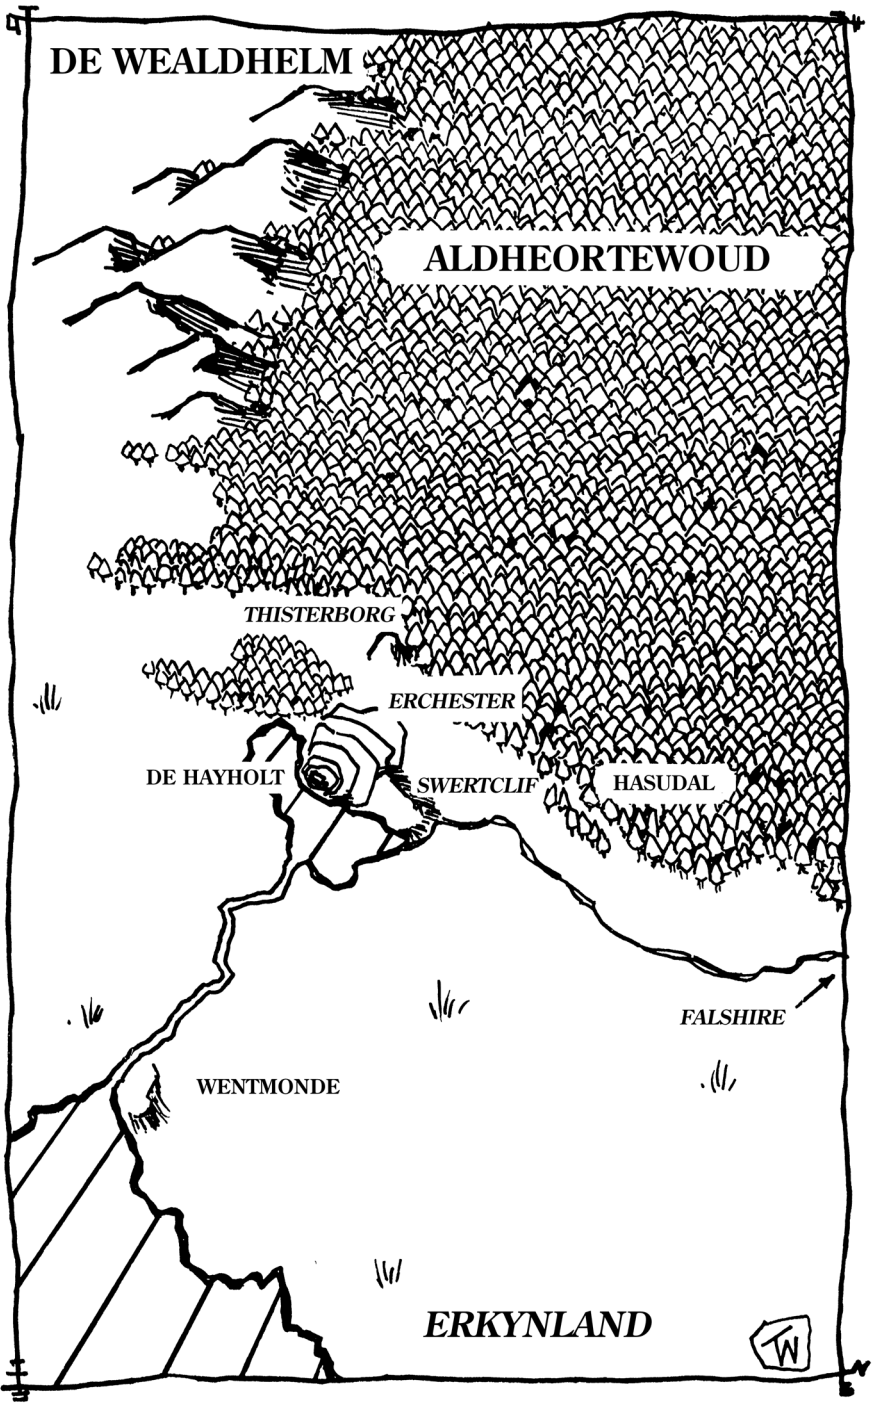 DE WEALDHELM
ALDHEORTEWOUD
THISTERBORG
ERCHESTER
DE HAYHOLT
SWERTCLIF
HASUDAL
FALSHIRE
WENTMONDE
ERKYNLAND
TW